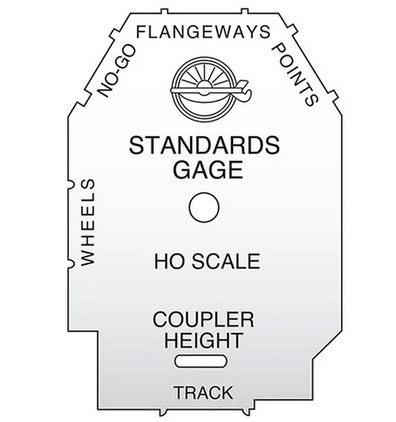 FLANGEWAYS
NO-GO
POINTS
STANDARDS
GAGE
WHEELS
HO SCALE
COUPLER
HEIGHT
TRACK